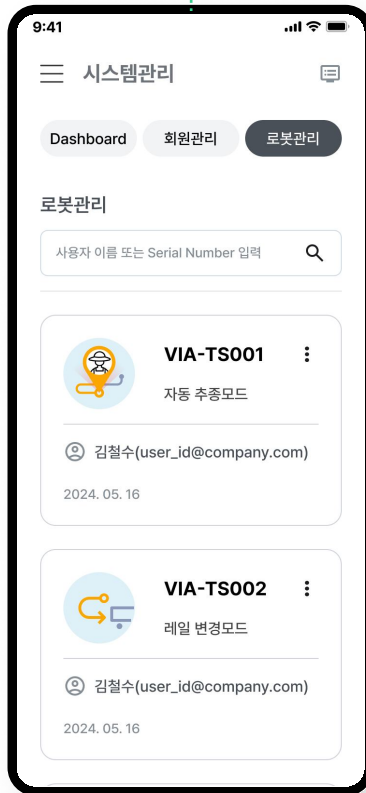 9:41
시스템관리
Dashboard 회원관리 로봇관리
로봇관리
사용자 이름 또는 Serial Number 입력
VIA-TS001
자동 추종모드
김철수(user_id@company.com)
2024. 05. 16
VIA-TS002
레일 변경모드
김철수(user_id@company.com)
2024. 05. 16